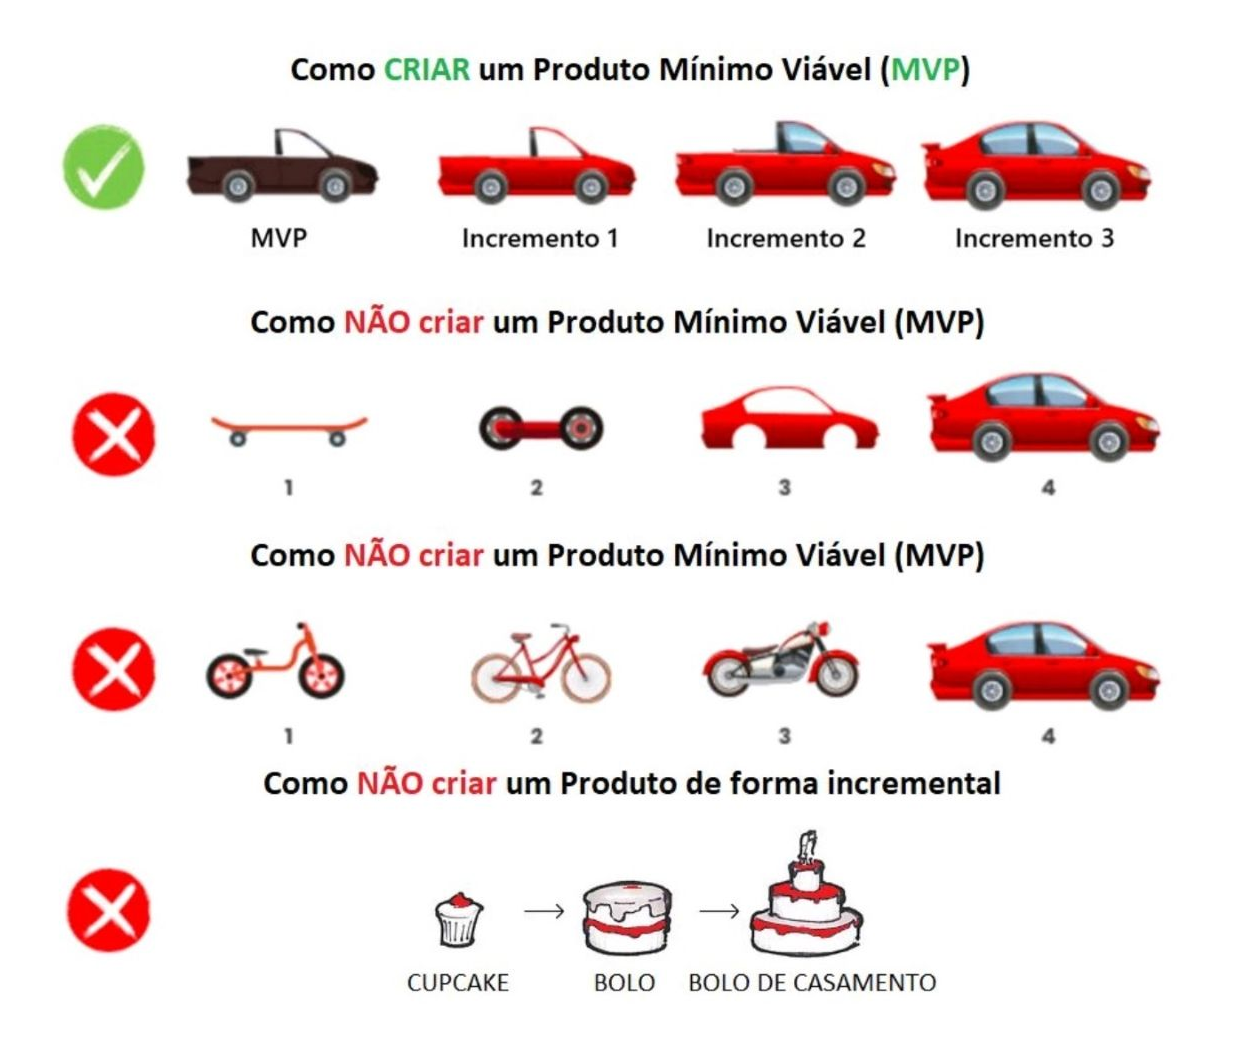 Como CRIAR um Produto Mínimo Viável (MVP)
MVP
Incremento 1
Incremento 2
Incremento 3
Como NÃO criar um Produto Mínimo Viável (MVP)
1
2
3
4
Como NÃO criar um Produto Mínimo Viável (MVP)
1
2
3
4
Como NÃO criar um Produto de forma incremental
CUPCAKE
BOLO
BOLO DE CASAMENTO